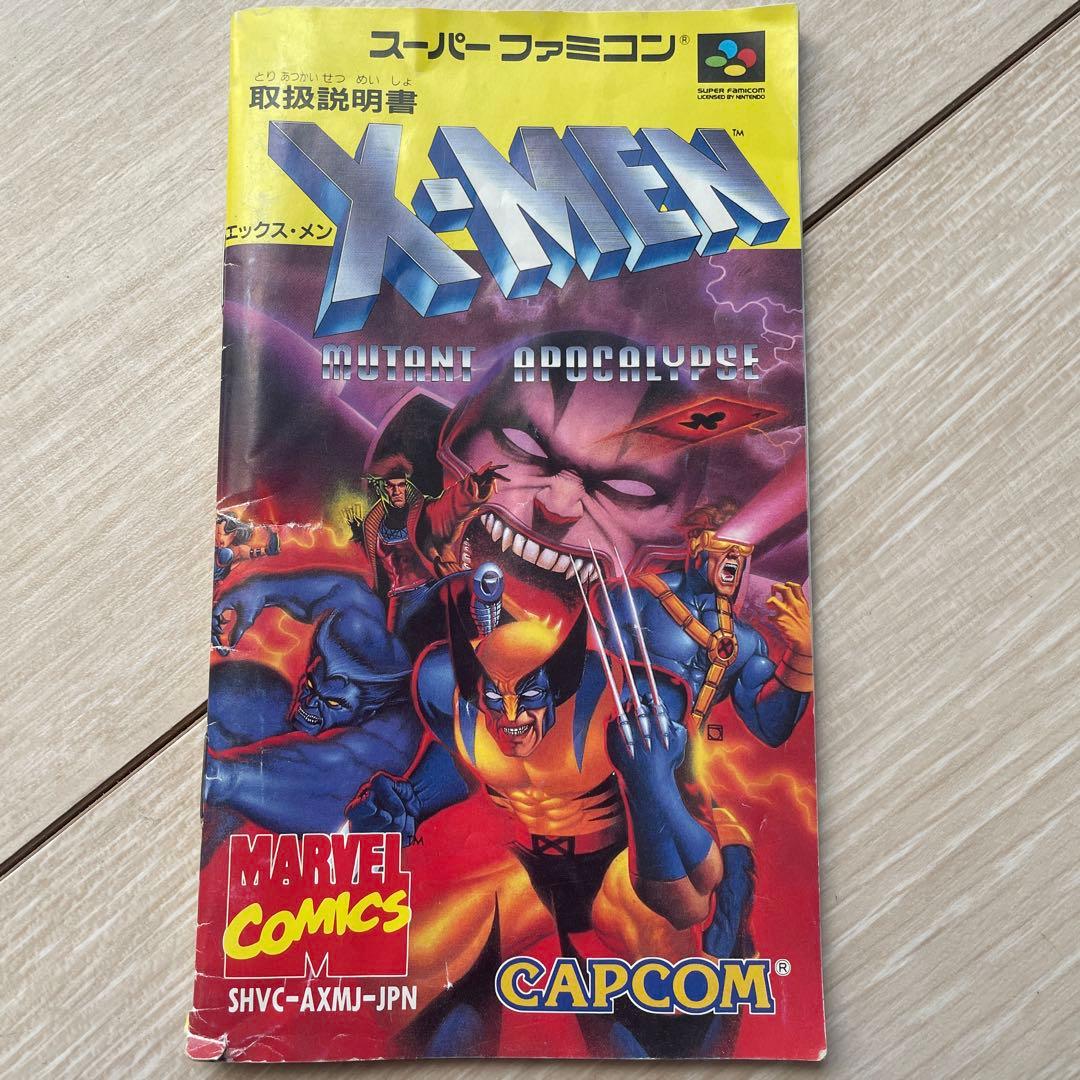 スーパーファミコン®
SUPER FAMICOM
LICENSED BY NINTENDO
とりあつかいせつめいしょ
取扱説明書
X-MEN™
エックス・メン
MUTANT APOCALYPSE
MARVEL™
COMICS
M
SHVC-AXMJ-JPN
CAPCOM®